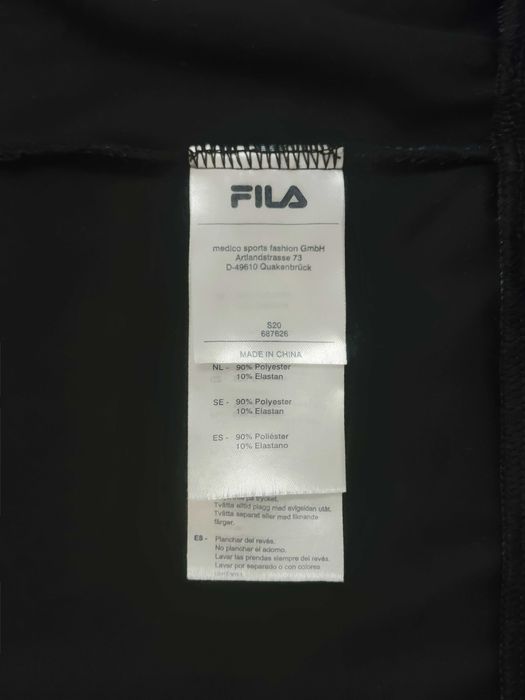 FILA
medico sports fashion GmbH
Artlandstrasse 73
D-49610 Quakenbrück
S20
687626
MADE IN CHINA
NL - 90% Polyester
10% Elastan
SE - 90% Polyester
10% Elastan
ES - 90% Poliéster
10% Elastano
på trycket.
Tvätta alltid plagg med avigsidan utåt.
Tvätta separat eller med liknande
färger.
ES - Planchar del revés.
No planchar el adorno.
Lavar las prendas siempre del revés.
Lavar por separado o con colores